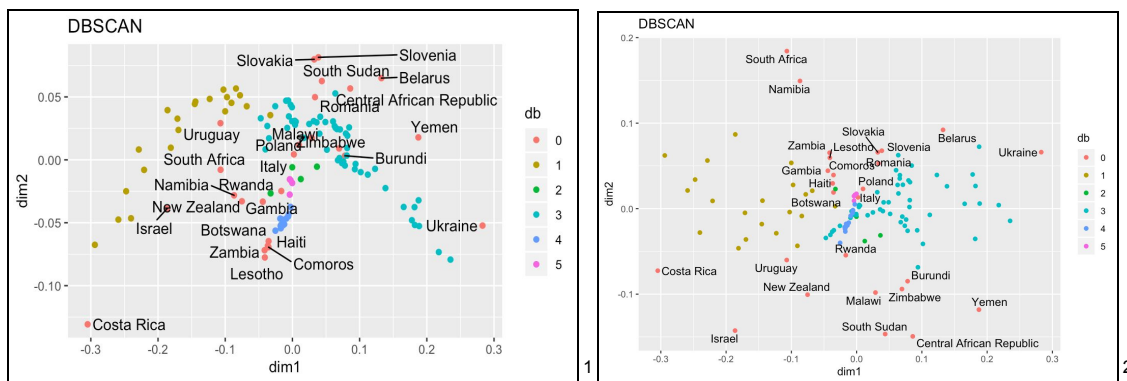 DBSCAN
Slovakia
Slovenia
South Sudan
Belarus
Central African Republic
Romania
Uruguay
Malawi
Zimbabwe
Yemen
Poland
Burundi
South Africa
Italy
Namibia
Rwanda
New Zealand
Gambia
Israel
Botswana
Ukraine
Haiti
Zambia
Comoros
Lesotho
Costa Rica
0.05
0.00
-0.05
-0.10
dim2
-0.3
-0.2
-0.1
0.0
0.1
0.2
0.3
dim1
db
0
1
2
3
4
5
1
DBSCAN
South Africa
Namibia
Slovakia
Belarus
Zambia
Lesotho
Slovenia
Ukraine
Comoros
Romania
Gambia
Haiti
Poland
Botswana
Italy
Rwanda
Costa Rica
Uruguay
Burundi
New Zealand
Malawi
Zimbabwe
Yemen
Israel
South Sudan
Central African Republic
0.2
0.1
0.0
-0.1
dim2
-0.3
-0.2
-0.1
0.0
0.1
0.2
0.3
dim1
db
0
1
2
3
4
5
2